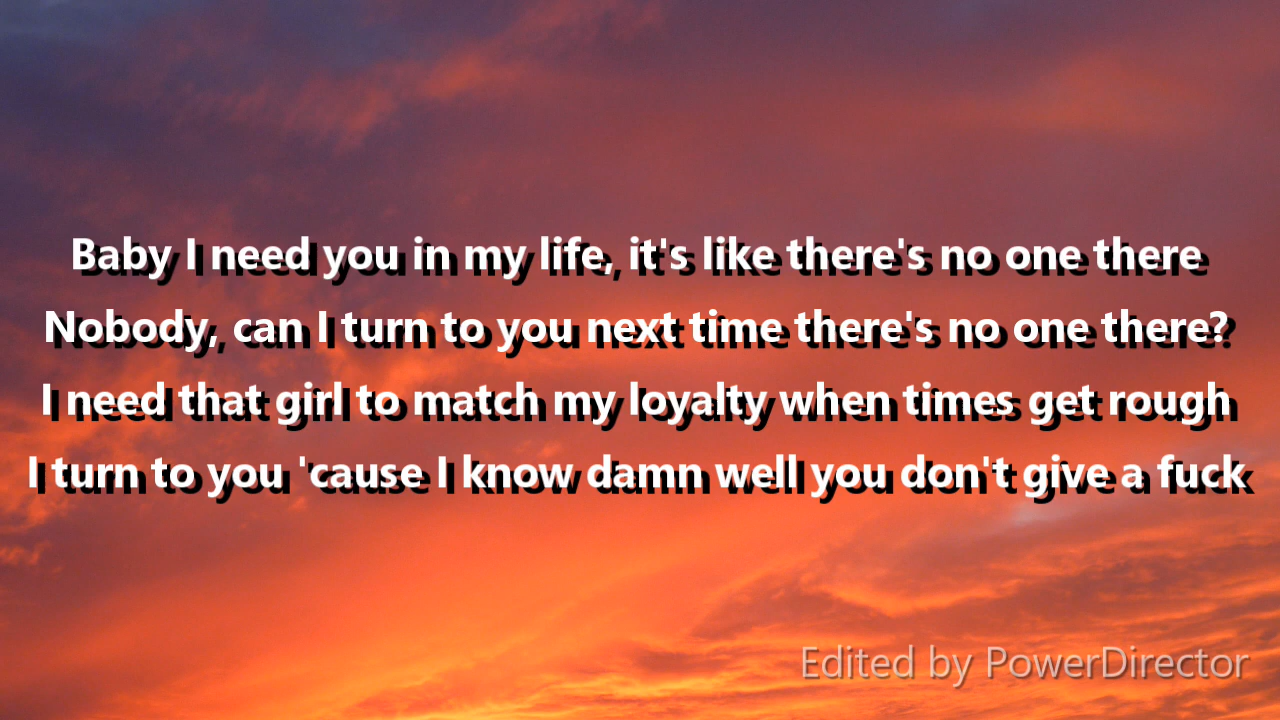 Baby I need you in my life, it's like there's no one there
Nobody, can I turn to you next time there's no one there?
I need that girl to match my loyalty when times get rough
I turn to you 'cause I know damn well you don't give a fuck
Edited by PowerDirector